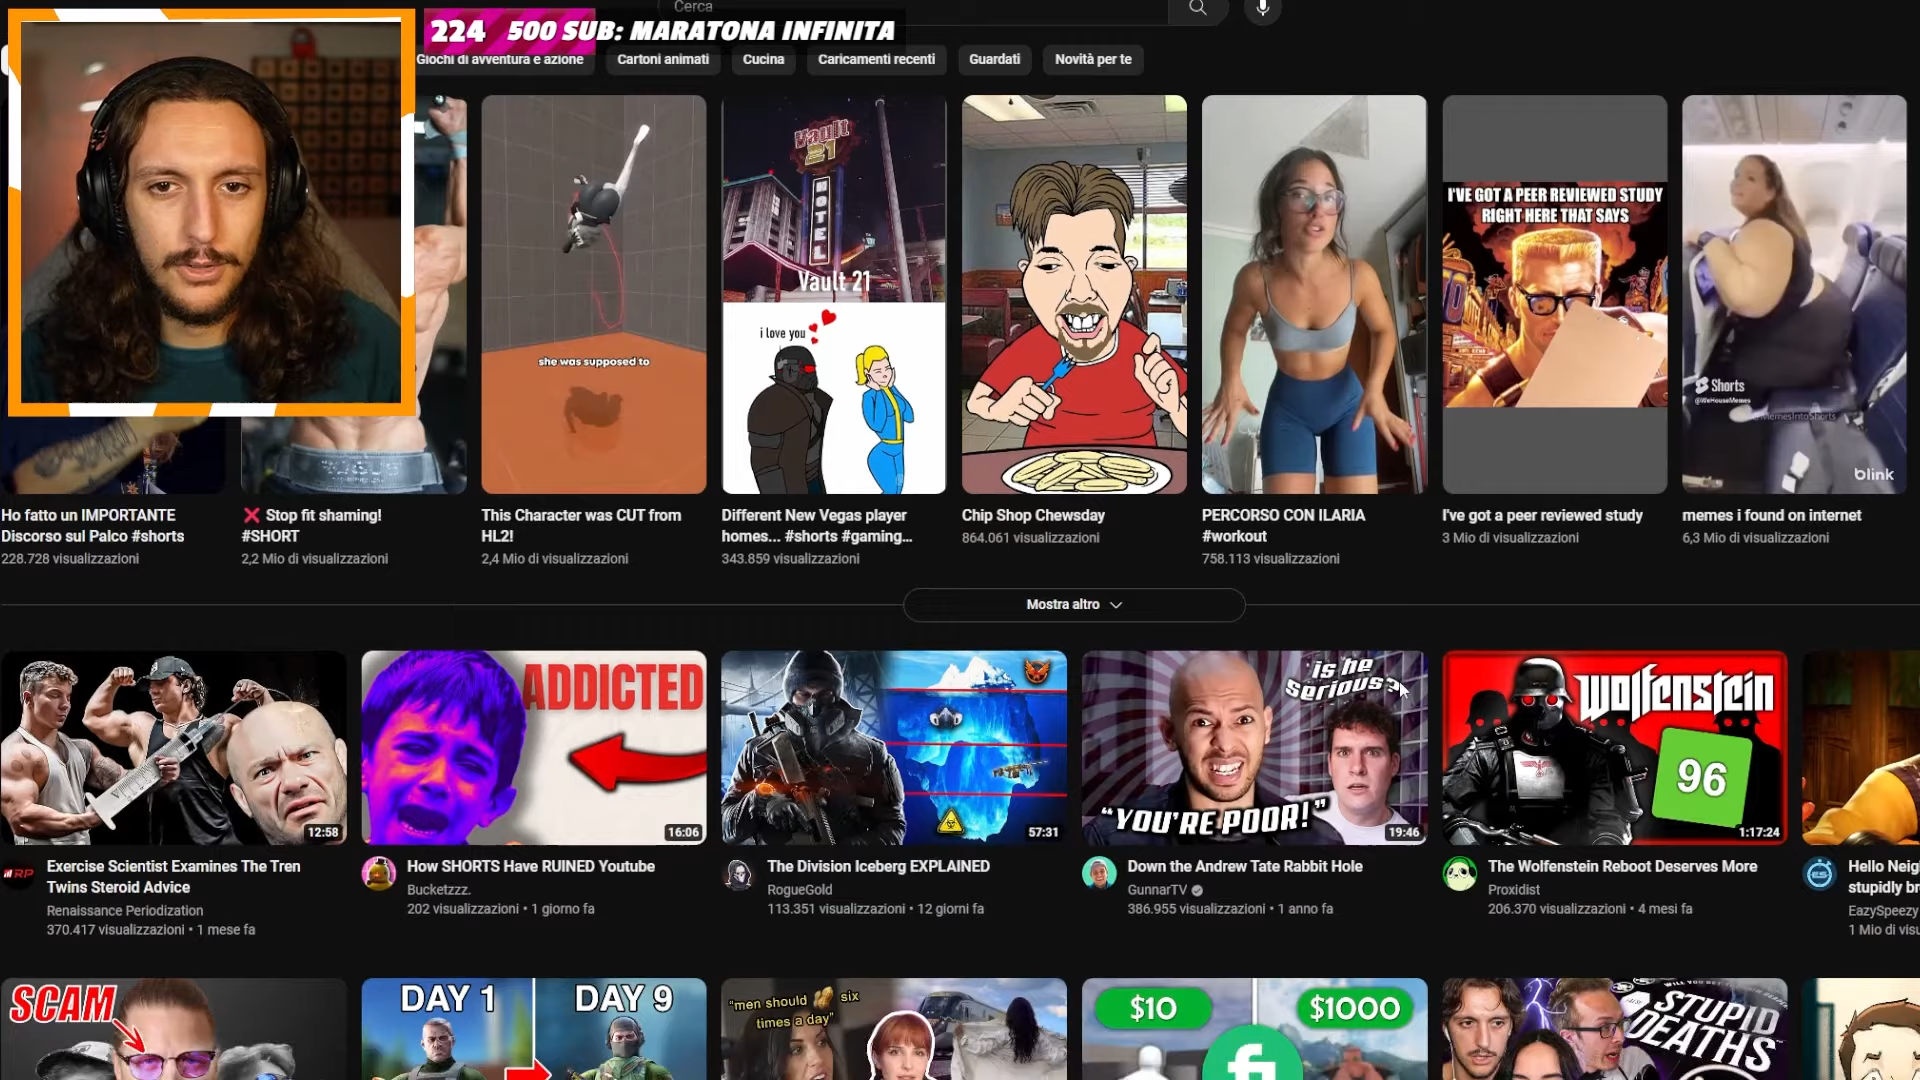 Cerca
224 500 SUB: MARATONA INFINITA
Giochi di avventura e azione
Cartoni animati
Cucina
Caricamenti recenti
Guardati
Novità per te
she was supposed to
Vault
21
HOTEL
Vault 21
i love you
I'VE GOT A PEER REVIEWED STUDY
RIGHT HERE THAT SAYS
Shorts
@WeHouseMemes
MemesIntoShorts
blink
Ho fatto un IMPORTANTE
Discorso sul Palco #shorts
228.728 visualizzazioni
❌ Stop fit shaming!
#SHORT
2,2 Mio di visualizzazioni
This Character was CUT from
HL2!
2,4 Mio di visualizzazioni
Different New Vegas player
homes... #shorts #gaming...
343.859 visualizzazioni
Chip Shop Chewsday
864.061 visualizzazioni
PERCORSO CON ILARIA
#workout
758.113 visualizzazioni
I've got a peer reviewed study
3 Mio di visualizzazioni
memes i found on internet
6,3 Mio di visualizzazioni
Mostra altro
12:58
ADDICTED
16:06
57:31
is he
serious?
"YOU'RE POOR!"
19:46
Wolfenstein
96
1:17:24
RP
Exercise Scientist Examines The Tren
Twins Steroid Advice
Renaissance Periodization
370.417 visualizzazioni • 1 mese fa
How SHORTS Have RUINED Youtube
Bucketzzz.
202 visualizzazioni • 1 giorno fa
The Division Iceberg EXPLAINED
RogueGold
113.351 visualizzazioni • 12 giorni fa
Down the Andrew Tate Rabbit Hole
GunnarTV
386.955 visualizzazioni • 1 anno fa
The Wolfenstein Reboot Deserves More
Proxidist
206.370 visualizzazioni • 4 mesi fa
ES
Hello Neig
stupidly br
EazySpeezy
1 Mio di visu
SCAM
DAY 1
DAY 9
"men should six
times a day"
$10
$1000
fi
STUPID
DEATHS